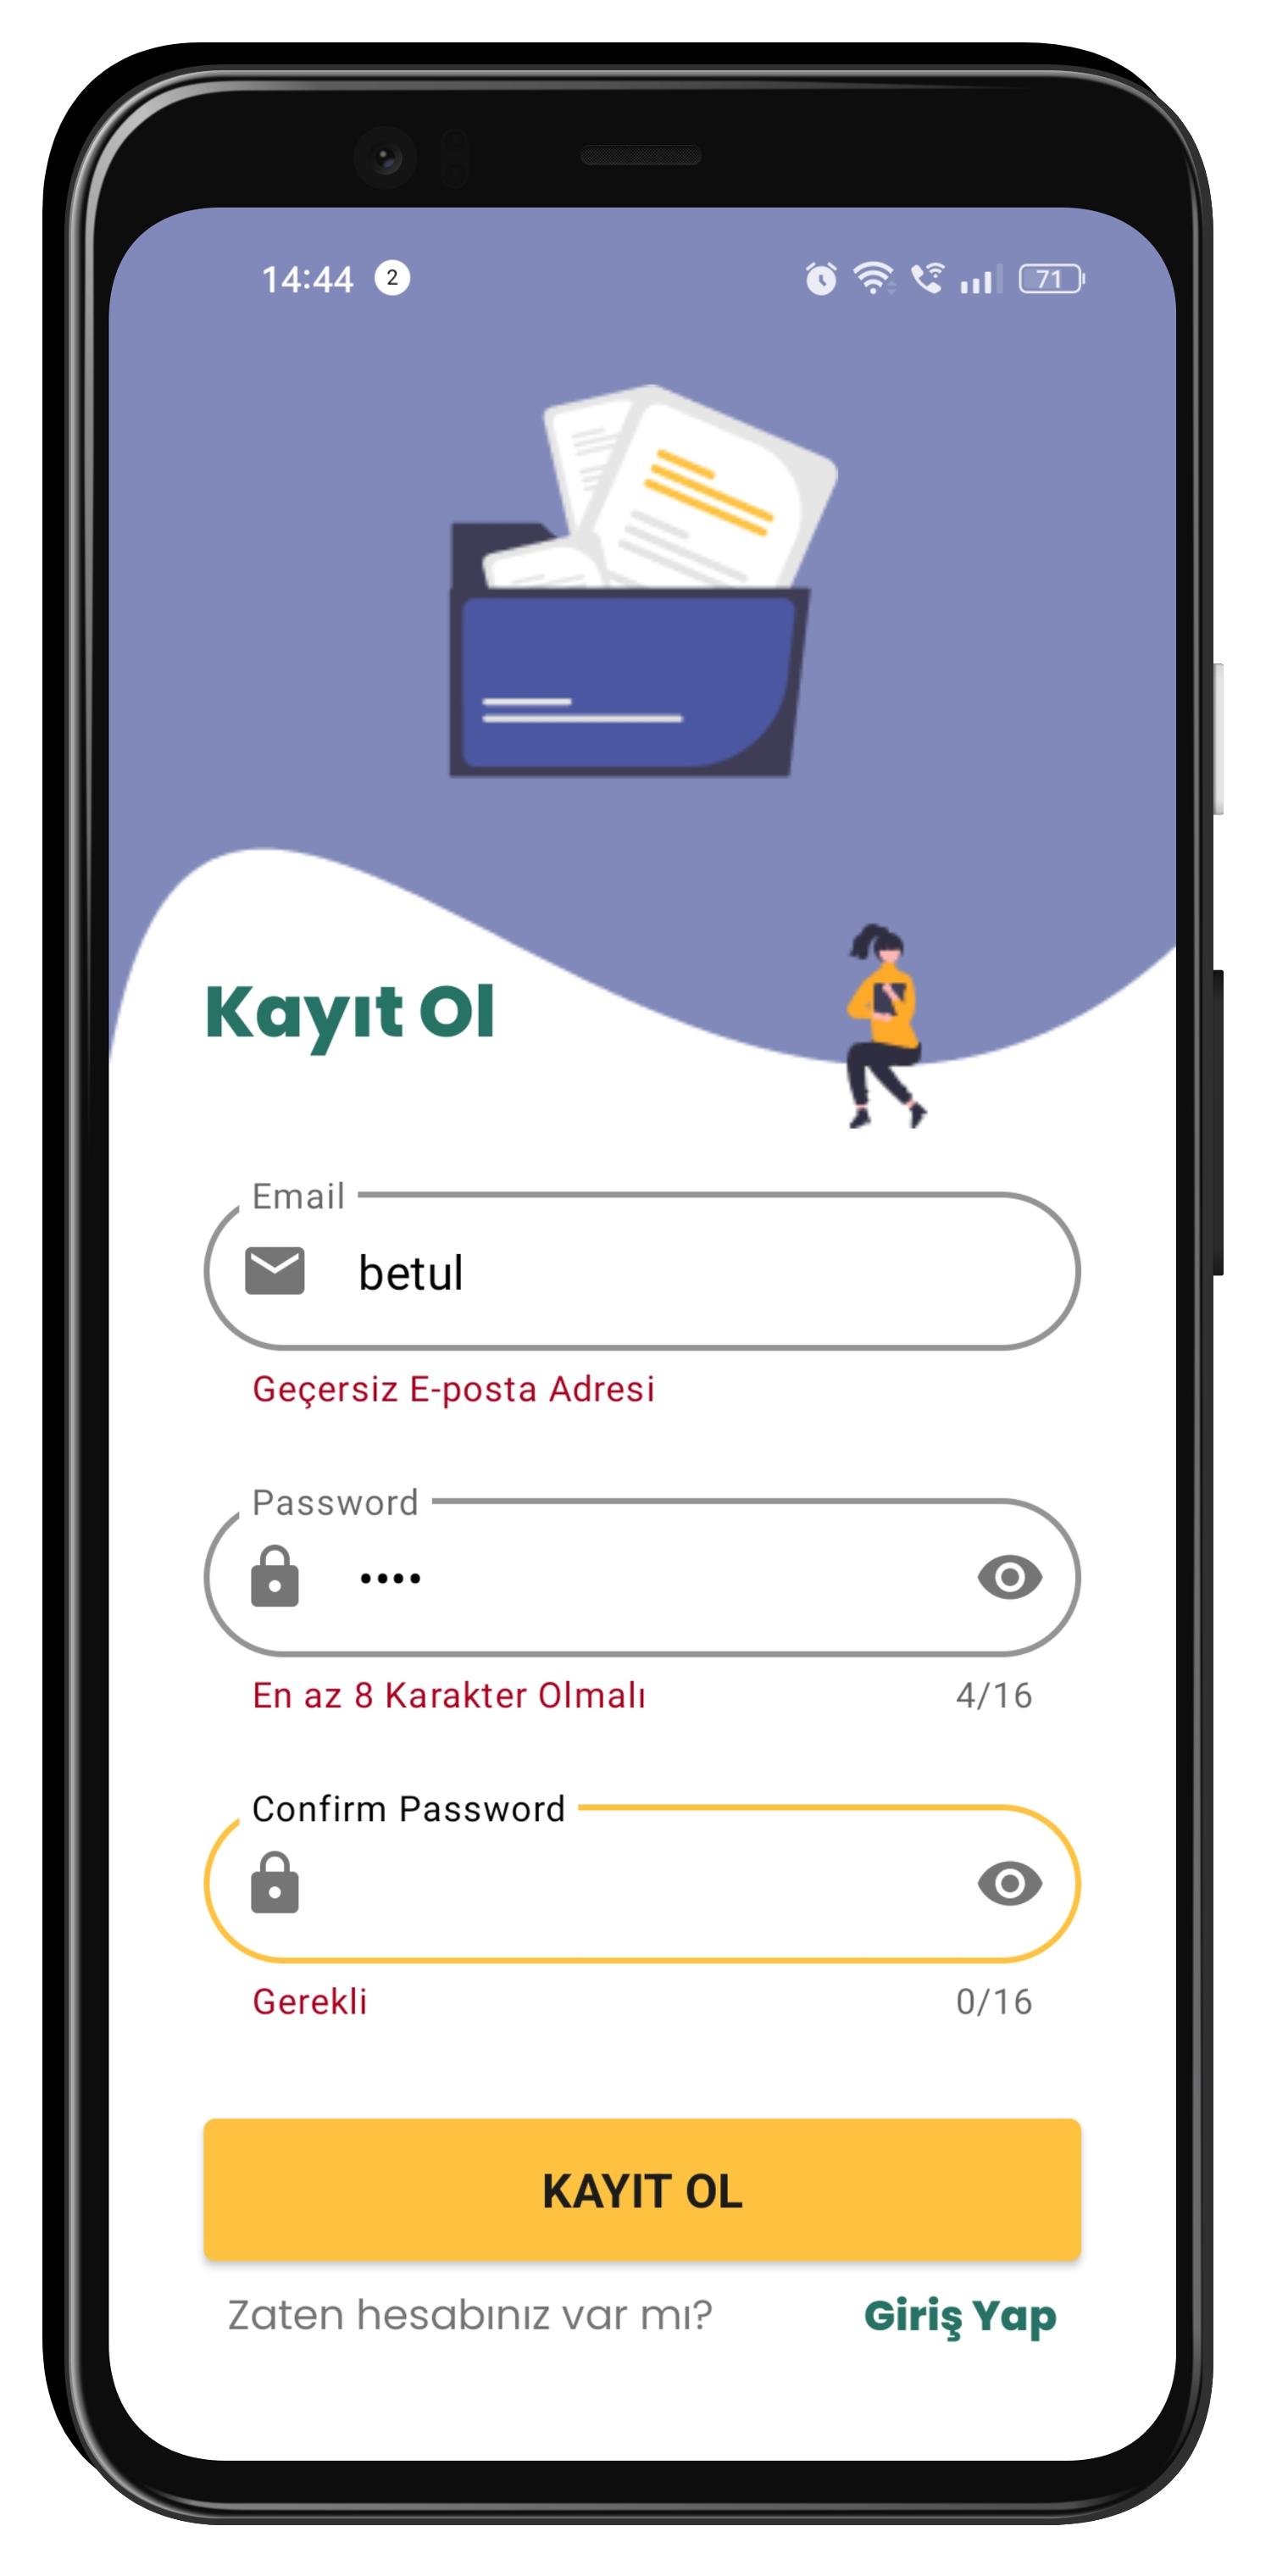 14:44 2 71
Kayıt Ol
Email
betul
Geçersiz E-posta Adresi
Password
••••
En az 8 Karakter Olmalı 4/16
Confirm Password
Gerekli 0/16
KAYIT OL
Zaten hesabınız var mı? Giriş Yap